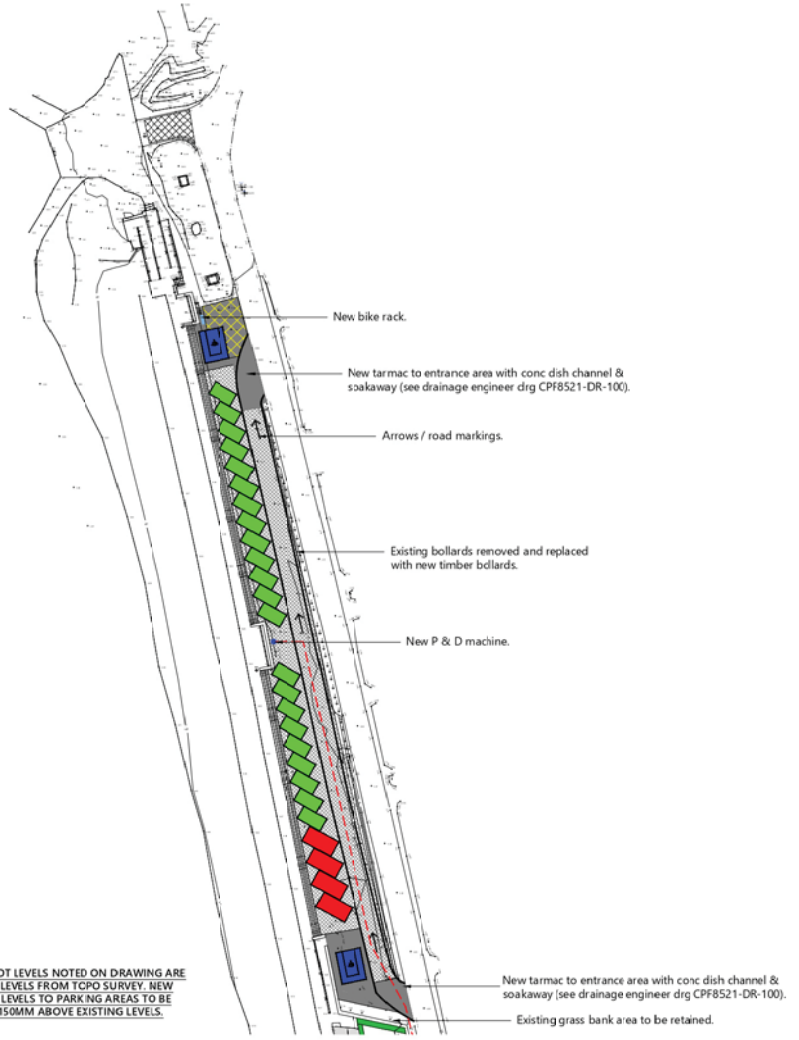 New bike rack.
New tarmac to entrance area with conc dish channel &
soakaway (see drainage engineer drg CPF8521-DR-100).
Arrows / road markings.
Existing bollards removed and replaced
with new timber bollards.
New P & D machine.
OT LEVELS NOTED ON DRAWING ARE
LEVELS FROM TOPO SURVEY. NEW
LEVELS TO PARKING AREAS TO BE
150MM ABOVE EXISTING LEVELS.
New tarmac to entrance area with conc dish channel &
soakaway (see drainage engineer drg CPF8521-DR-100).
Existing grass bank area to be retained.